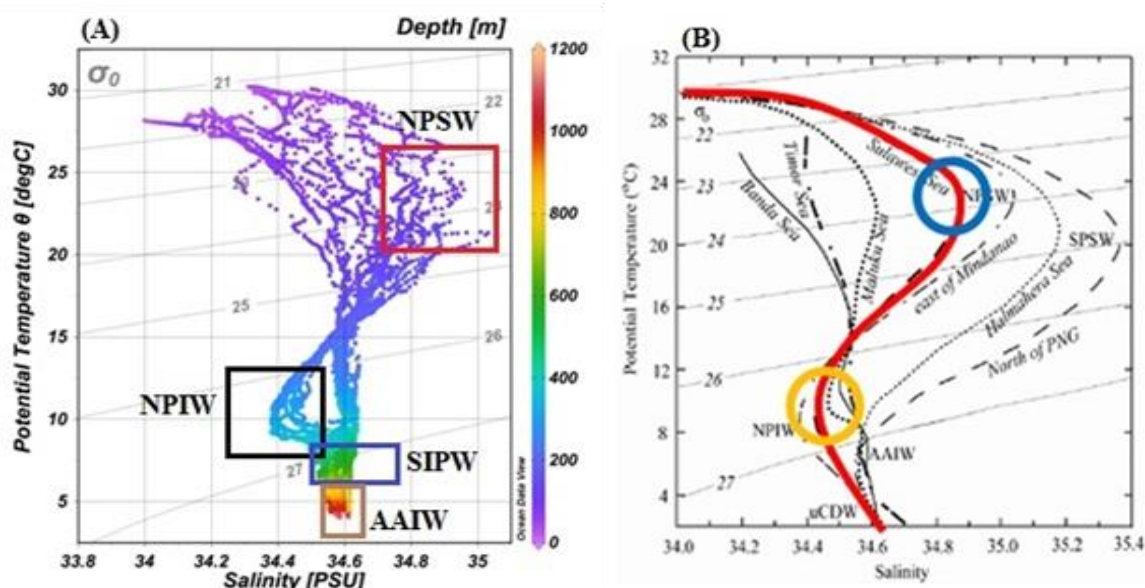 (A)
Depth [m]
σ0
21
22
NPSW
25
26
NPIW
27
SIPW
AAIW
30
25
20
15
10
5
Potential Temperature θ [degC]
33.8 34 34.2 34.4 34.6 34.8 35
Salinity [PSU]
1200
1000
800
600
400
200
0
Ocean Data View
(B)
32
28
24
20
16
12
8
4
Potential Temperature (°C)
σ0
22
23
24
25
26
27
Timor Sea
Banda Sea
Maluku Sea
Sulawesi Sea
NPSW
SPSW
east of Mindanao
Halmahera Sea
North of PNG
NPIW
AAIW
uCDW
34.0 34.2 34.4 34.6 34.8 35.0 35.2 35.4
Salinity